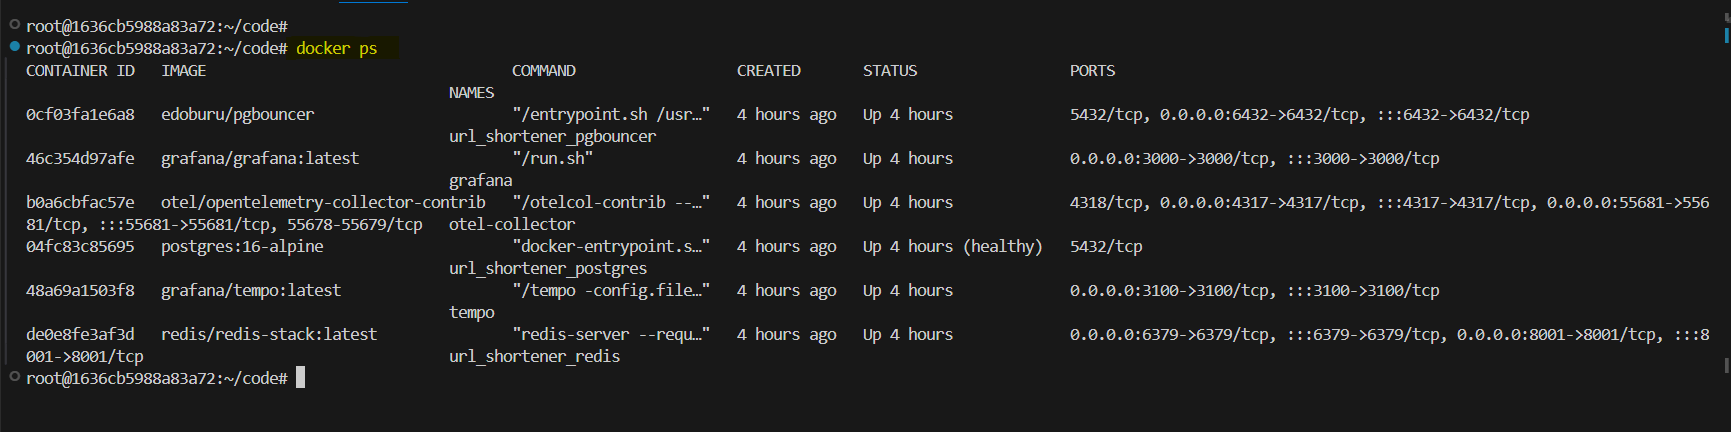 root@1636cb5988a83a72:~/code#
root@1636cb5988a83a72:~/code# docker ps
CONTAINER ID   IMAGE                                  COMMAND                  CREATED       STATUS                 PORTS
                                               NAMES
0cf03fa1e6a8   edoburu/pgbouncer                      "/entrypoint.sh /usr…"   4 hours ago   Up 4 hours             5432/tcp, 0.0.0.0:6432->6432/tcp, :::6432->6432/tcp
                                               url_shortener_pgbouncer
46c354d97afe   grafana/grafana:latest                 "/run.sh"                4 hours ago   Up 4 hours             0.0.0.0:3000->3000/tcp, :::3000->3000/tcp
                                               grafana
b0a6cbfac57e   otel/opentelemetry-collector-contrib   "/otelcol-contrib --…"   4 hours ago   Up 4 hours             4318/tcp, 0.0.0.0:4317->4317/tcp, :::4317->4317/tcp, 0.0.0.0:55681->556
81/tcp, :::55681->55681/tcp, 55678-55679/tcp   otel-collector
04fc83c85695   postgres:16-alpine                     "docker-entrypoint.s…"   4 hours ago   Up 4 hours (healthy)   5432/tcp
                                               url_shortener_postgres
48a69a1503f8   grafana/tempo:latest                   "/tempo -config.file…"   4 hours ago   Up 4 hours             0.0.0.0:3100->3100/tcp, :::3100->3100/tcp
                                               tempo
de0e8fe3af3d   redis/redis-stack:latest               "redis-server --requ…"   4 hours ago   Up 4 hours             0.0.0.0:6379->6379/tcp, :::6379->6379/tcp, 0.0.0.0:8001->8001/tcp, :::8
001->8001/tcp                                  url_shortener_redis
root@1636cb5988a83a72:~/code#